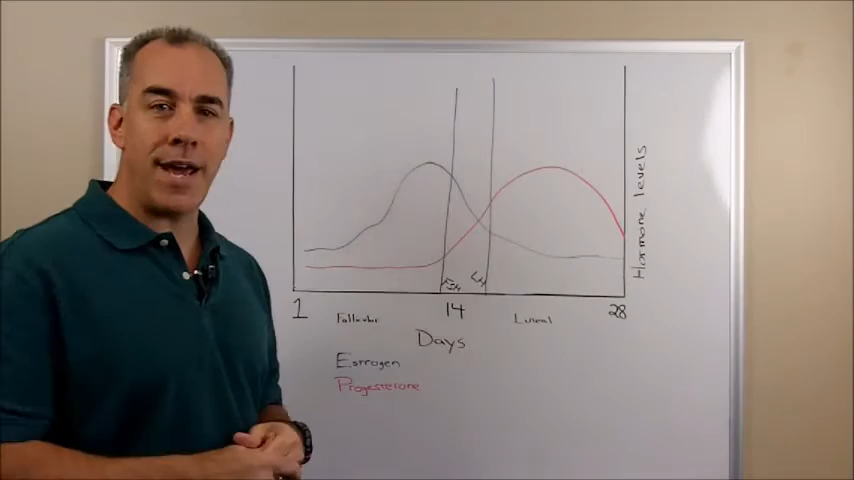 Hormone levels
1
14
28
Follicular
Luteal
Days
Estrogen
Progesterone